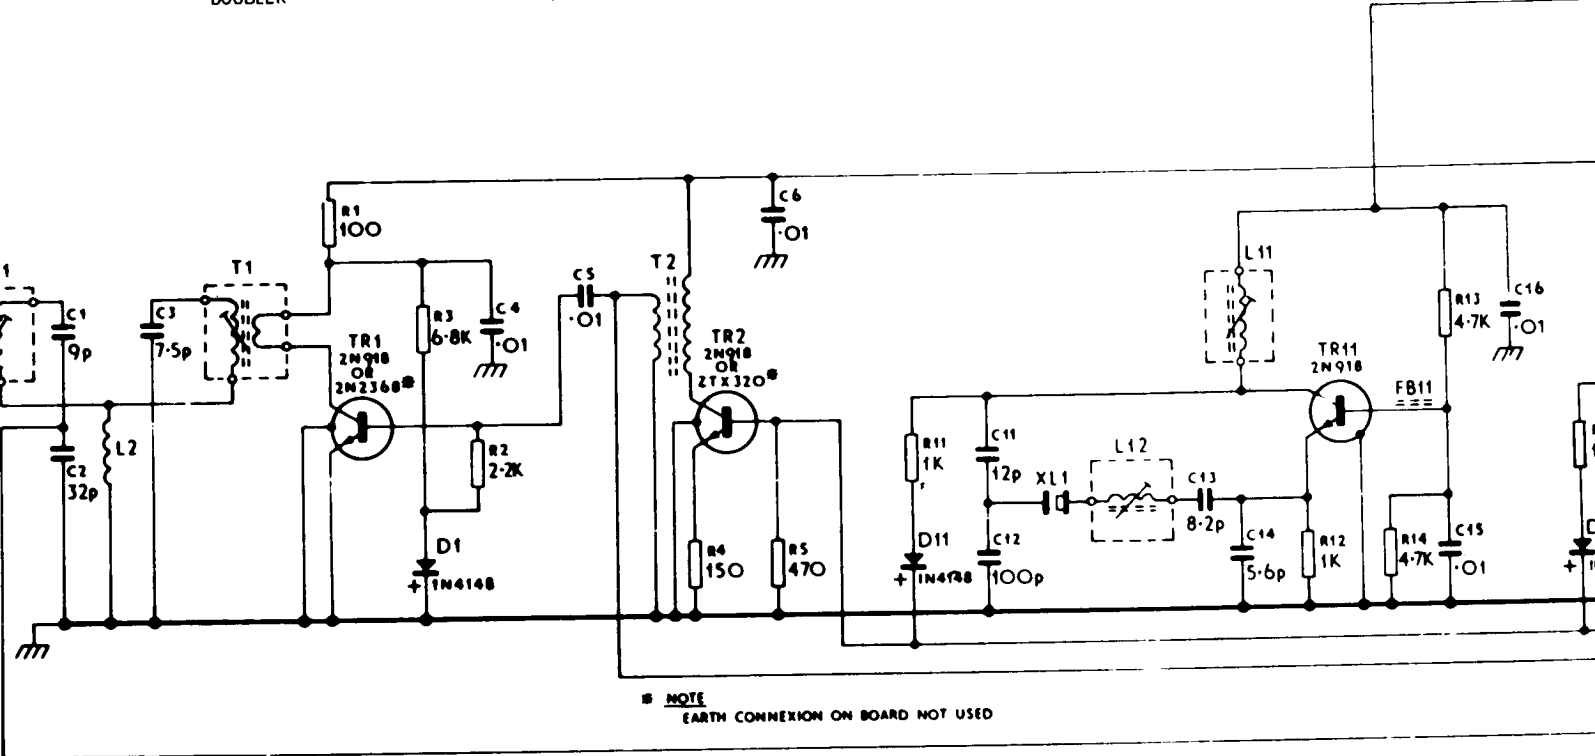 DOUBLER
1
C1
9p
C2
32p
L2
C3
7·5p
T1
R1
100
R3
6·8K
C4
·01
TR1
2N918
OR
2N2368*
R2
2·2K
D1
+ 1N4148
C5
·01
T2
C6
·01
TR2
2N918
OR
ZTX320*
R4
150
R5
470
R11
1K
D11
+ 1N4148
C11
12p
C12
100p
XL1
L12
C13
8·2p
C14
5·6p
R12
1K
L11
TR11
2N918
FB11
R13
4·7K
C16
·01
R14
4·7K
C15
·01
+
* NOTE
EARTH CONNEXION ON BOARD NOT USED